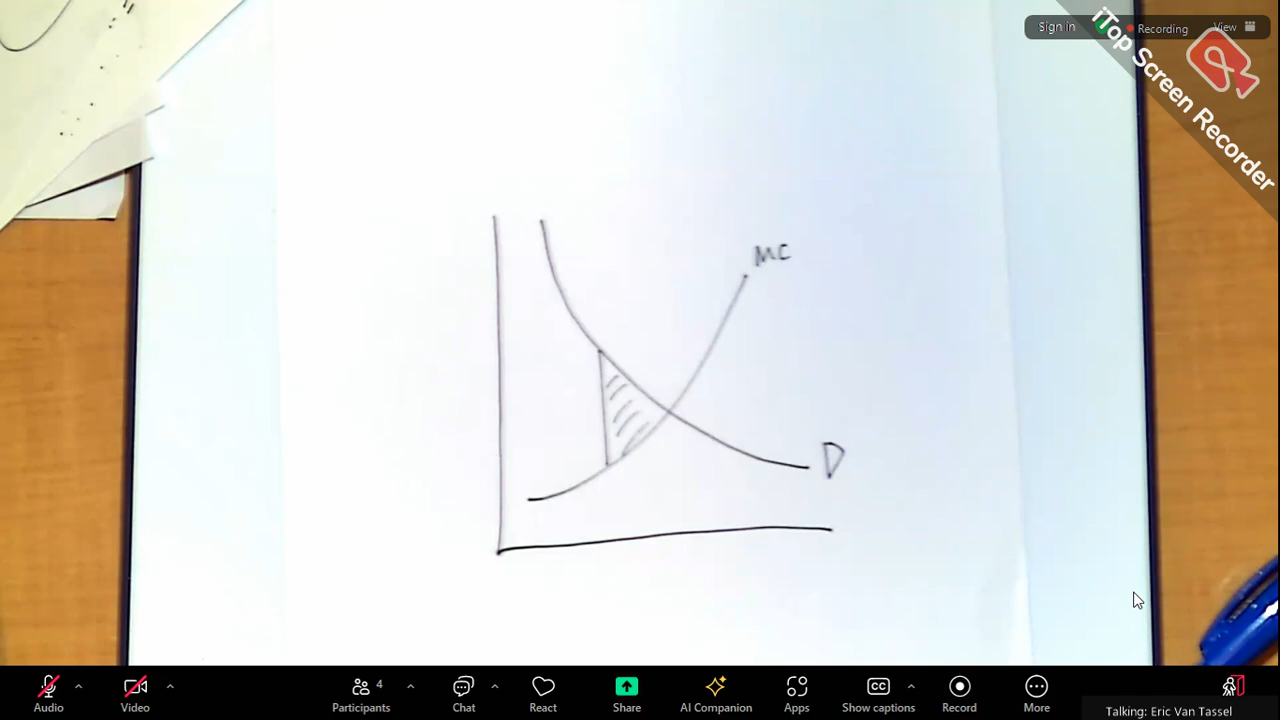 Sign in
Recording
View
iTop Screen Recorder
MC
D
Audio
Video
Participants
4
Chat
React
Share
AI Companion
Apps
CC
Show captions
Record
More
Talking: Eric Van Tassel